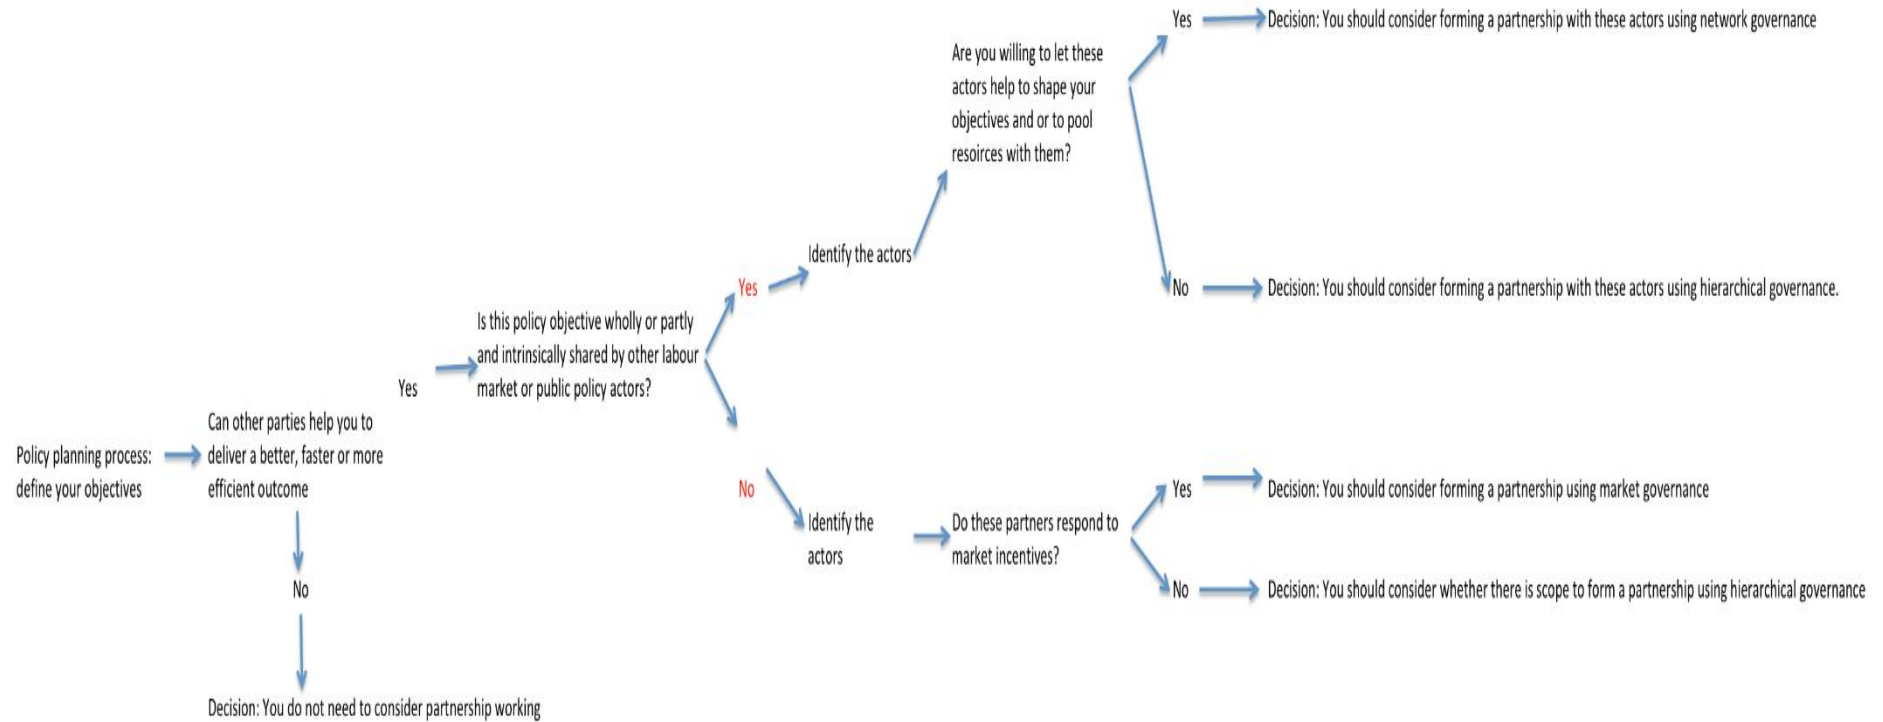 Policy planning process:
define your objectives
Can other parties help you to
deliver a better, faster or more
efficient outcome
No
Decision: You do not need to consider partnership working
Yes
Is this policy objective wholly or partly
and intrinsically shared by other labour
market or public policy actors?
Yes
Identify the actors
Are you willing to let these
actors help to shape your
objectives and or to pool
resoirces with them?
Yes
Decision: You should consider forming a partnership with these actors using network governance
No
Decision: You should consider forming a partnership with these actors using hierarchical governance.
No
Identify the
actors
Do these partners respond to
market incentives?
Yes
Decision: You should consider forming a partnership using market governance
No
Decision: You should consider whether there is scope to form a partnership using hierarchical governance